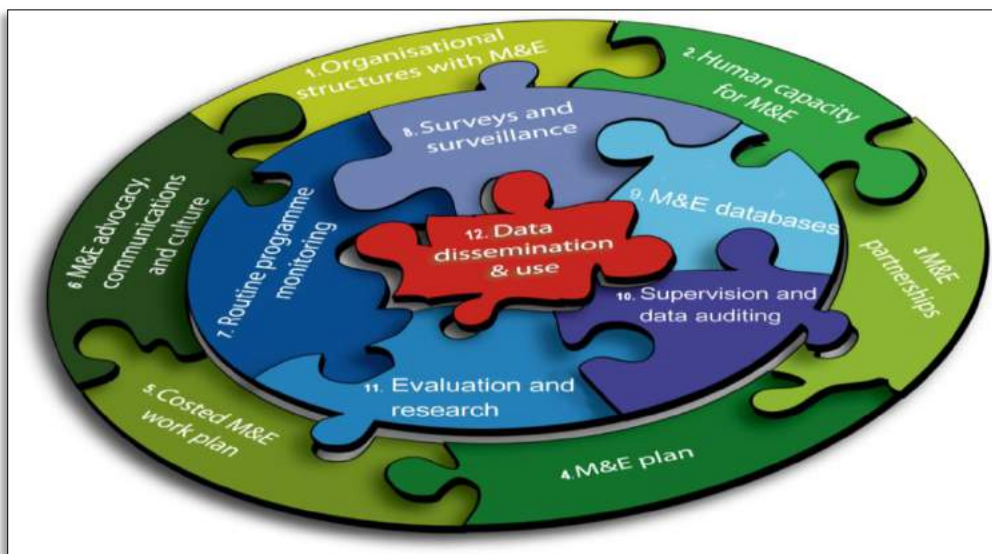 1.Organisational
structures with M&E
2.Human capacity
for M&E
3 M&E
partnerships
4.M&E plan
5.Costed M&E
work plan
6 M&E advocacy,
communications
and culture
7. Routine programme
monitoring
8. Surveys and
surveillance
9. M&E databases
10. Supervision and
data auditing
11. Evaluation and
research
12. Data
dissemination
& use